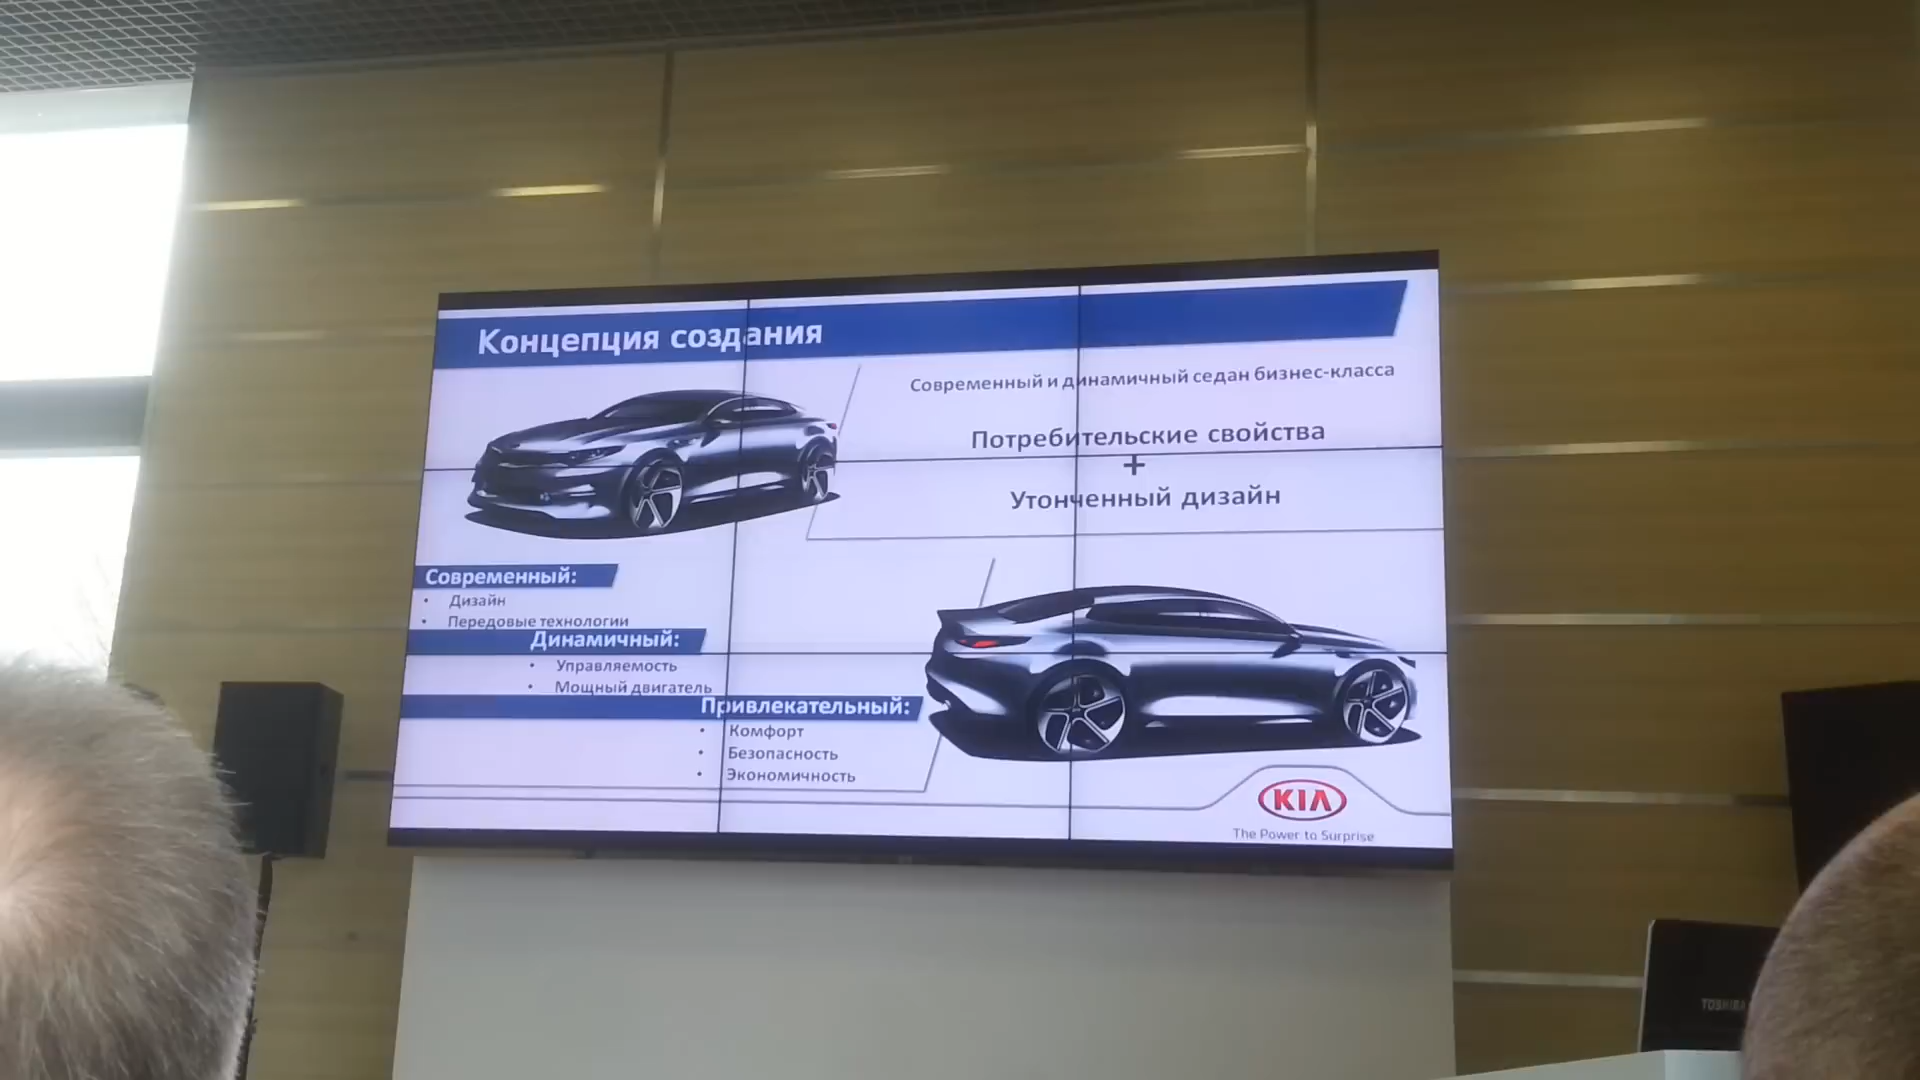 Концепция создания
Современный и динамичный седан бизнес-класса
Потребительские свойства
+
Утонченный дизайн
Современный:
• Дизайн
• Передовые технологии
Динамичный:
• Управляемость
• Мощный двигатель
Привлекательный:
• Комфорт
• Безопасность
• Экономичность
KIA
The Power to Surprise
TOSHIBA